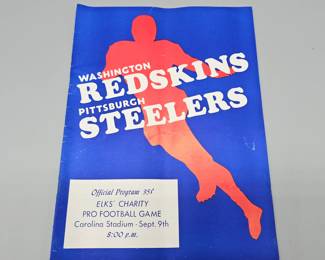 WASHINGTON
REDSKINS
PITTSBURGH
STEELERS
Official Program 35¢
ELKS' CHARITY
PRO FOOTBALL GAME
Carolina Stadium - Sept. 9th
8:00 p.m.